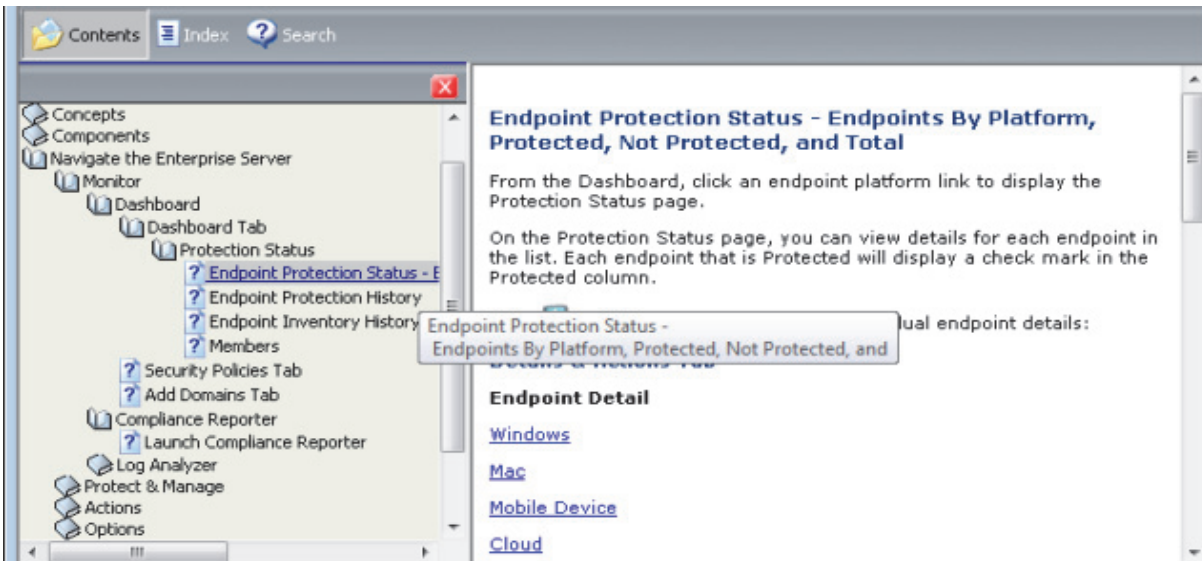 Contents Index Search
Concepts
Components
Navigate the Enterprise Server
Monitor
Dashboard
Dashboard Tab
Protection Status
Endpoint Protection Status - E
Endpoint Protection History
Endpoint Inventory History
Members
Security Policies Tab
Add Domains Tab
Compliance Reporter
Launch Compliance Reporter
Log Analyzer
Protect & Manage
Actions
Options
Endpoint Protection Status -
Endpoints By Platform, Protected, Not Protected, and
Endpoint Protection Status - Endpoints By Platform,
Protected, Not Protected, and Total
From the Dashboard, click an endpoint platform link to display the
Protection Status page.
On the Protection Status page, you can view details for each endpoint in
the list. Each endpoint that is Protected will display a check mark in the
Protected column.
endpoint details:
Details & Actions Tab
Endpoint Detail
Windows
Mac
Mobile Device
Cloud